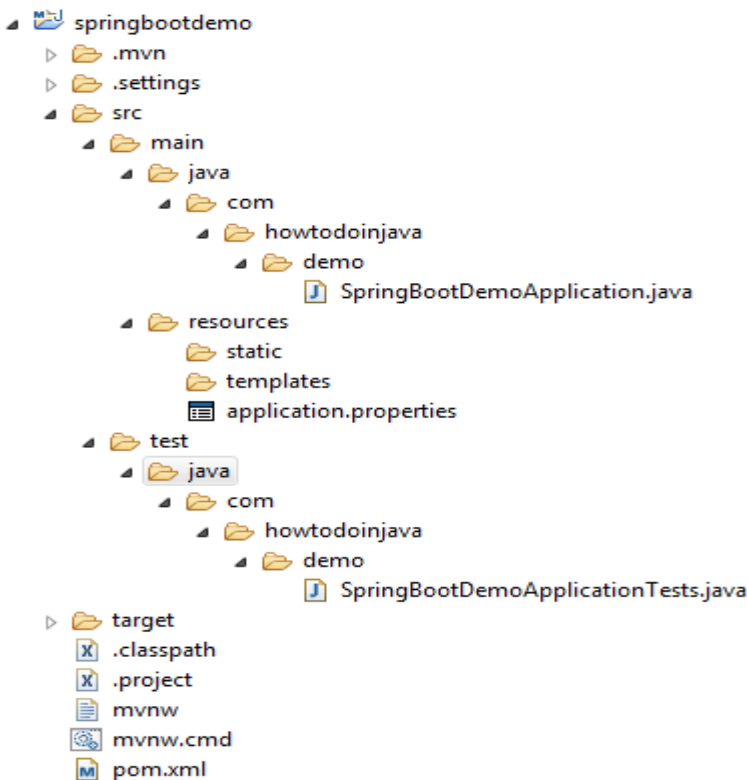 springbootdemo
.mvn
.settings
src
main
java
com
howtodoinjava
demo
SpringBootDemoApplication.java
resources
static
templates
application.properties
test
java
com
howtodoinjava
demo
SpringBootDemoApplicationTests.java
target
.classpath
.project
mvnw
mvnw.cmd
pom.xml